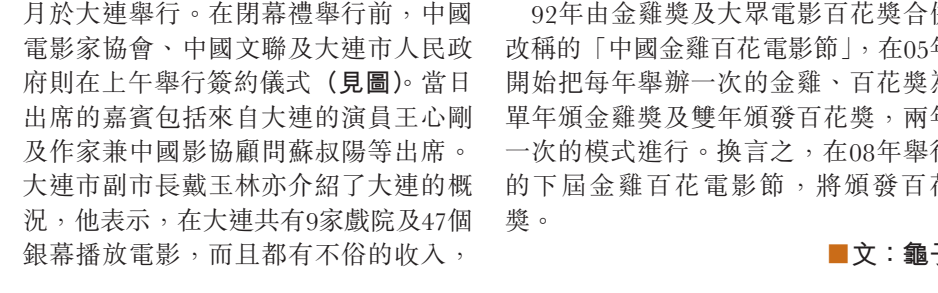 月於大連舉行。在閉幕禮舉行前，中國
電影家協會、中國文聯及大連市人民政
府則在上午舉行簽約儀式（見圖）。當日
出席的嘉賓包括來自大連的演員王心剛
及作家兼中國影協顧問蘇叔陽等出席。
大連市副市長戴玉林亦介紹了大連的概
況，他表示，在大連共有9家戲院及47個
銀幕播放電影，而且都有不俗的收入，
92年由金雞獎及大眾電影百花獎合
改稱的「中國金雞百花電影節」，在05年
開始把每年舉辦一次的金雞、百花獎
單年頒金雞獎及雙年頒發百花獎，兩年
一次的模式進行。換言之，在08年舉行
的下屆金雞百花電影節，將頒發百花
獎。
■文：龜